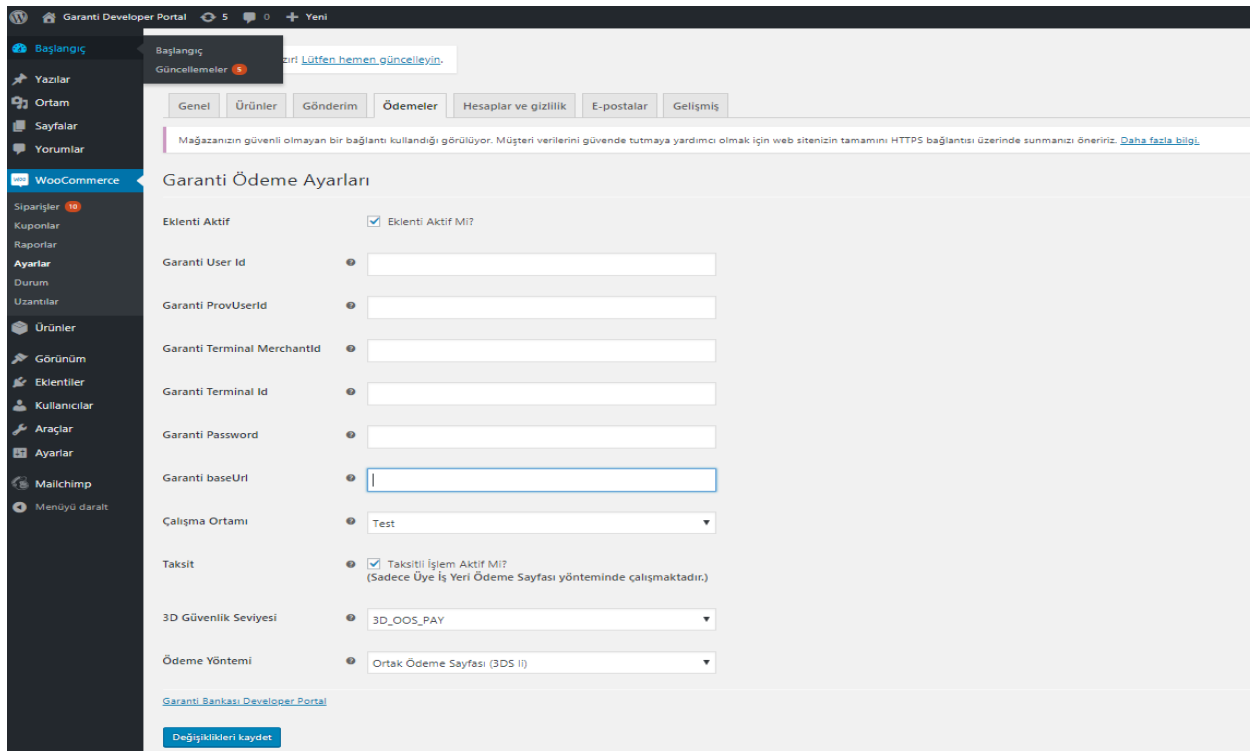 Garanti Developer Portal 5 0 Yeni
Başlangıç
Yazılar
Ortam
Sayfalar
Yorumlar
WooCommerce
Siparişler 10
Kuponlar
Raporlar
Ayarlar
Durum
Uzantılar
Ürünler
Görünüm
Eklentiler
Kullanıcılar
Araçlar
Ayarlar
Mailchimp
Menüyü daralt
Başlangıç
Güncellemeler 5
Lütfen hemen güncelleyin.
Genel Ürünler Gönderim Ödemeler Hesaplar ve gizlilik E-postalar Gelişmiş
Mağazanızın güvenli olmayan bir bağlantı kullandığı görülüyor. Müşteri verilerini güvende tutmaya yardımcı olmak için web sitenizin tamamını HTTPS bağlantısı üzerinde sunmanızı öneririz. Daha fazla bilgi.
Garanti Ödeme Ayarları
Eklenti Aktif Eklenti Aktif Mi?
Garanti User Id
Garanti ProvUserId
Garanti Terminal MerchantId
Garanti Terminal Id
Garanti Password
Garanti baseUrl
Çalışma Ortamı Test
Taksit Taksitli İşlem Aktif Mi?
(Sadece Üye İş Yeri Ödeme Sayfası yönteminde çalışmaktadır.)
3D Güvenlik Seviyesi 3D_OOS_PAY
Ödeme Yöntemi Ortak Ödeme Sayfası (3DS li)
Garanti Bankası Developer Portal
Değişiklikleri kaydet